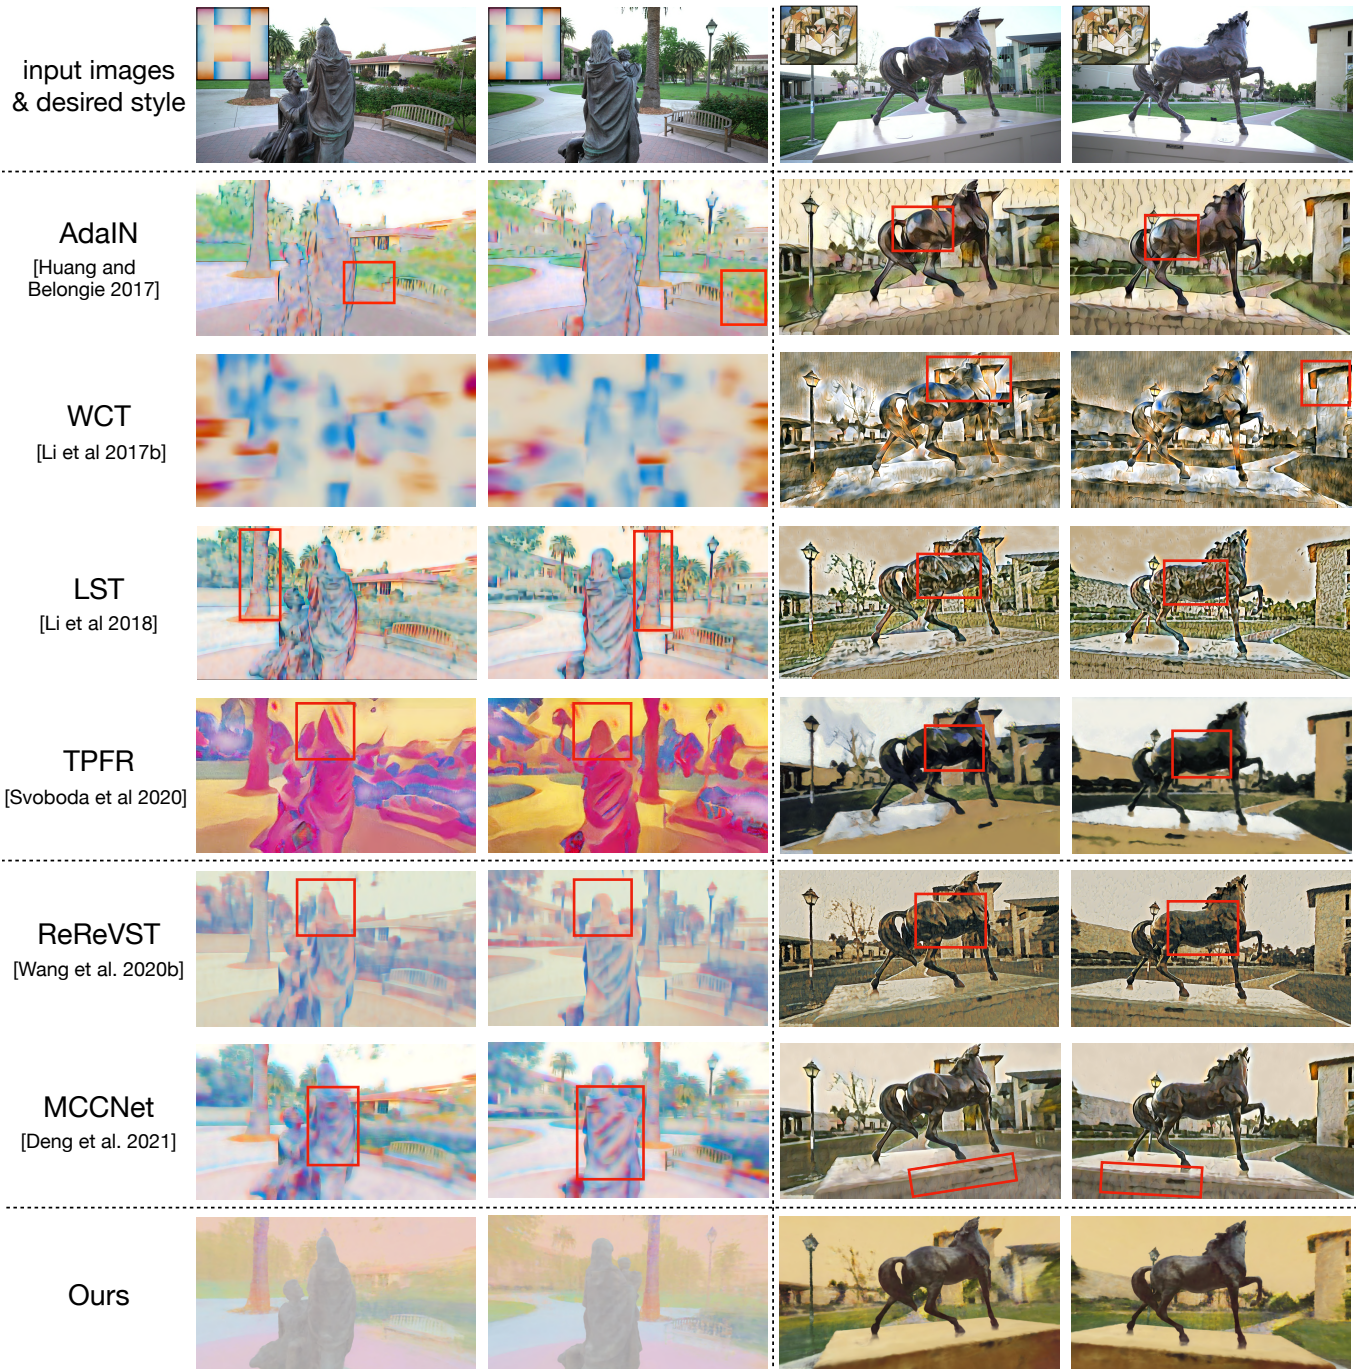 input images
& desired style
AdaIN
[Huang and
Belongie 2017]
WCT
[Li et al 2017b]
LST
[Li et al 2018]
TPFR
[Svoboda et al 2020]
ReReVST
[Wang et al. 2020b]
MCCNet
[Deng et al. 2021]
Ours